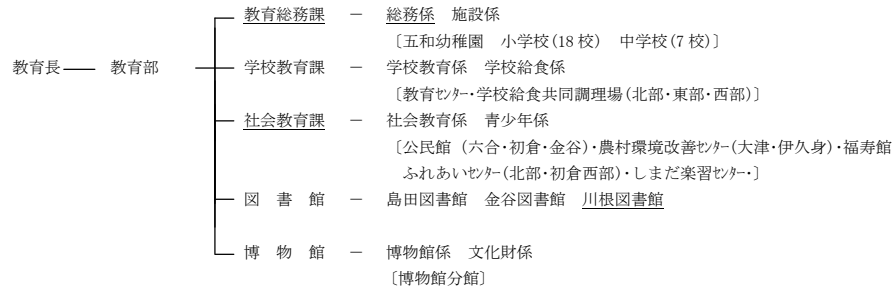 教育総務課 － 総務係 施設係
〔五和幼稚園 小学校(18校) 中学校(7校)〕
教育長 教育部 学校教育課 － 学校教育係 学校給食係
〔教育ｾﾝﾀｰ・学校給食共同調理場(北部・東部・西部)〕
社会教育課 － 社会教育係 青少年係
〔公民館 (六合・初倉・金谷)・農村環境改善ｾﾝﾀｰ(大津・伊久身)・福寿館
ふれあいｾﾝﾀｰ(北部・初倉西部)・しまだ楽習ｾﾝﾀｰ・〕
図 書 館 － 島田図書館 金谷図書館 川根図書館
博 物 館 － 博物館係 文化財係
〔博物館分館〕